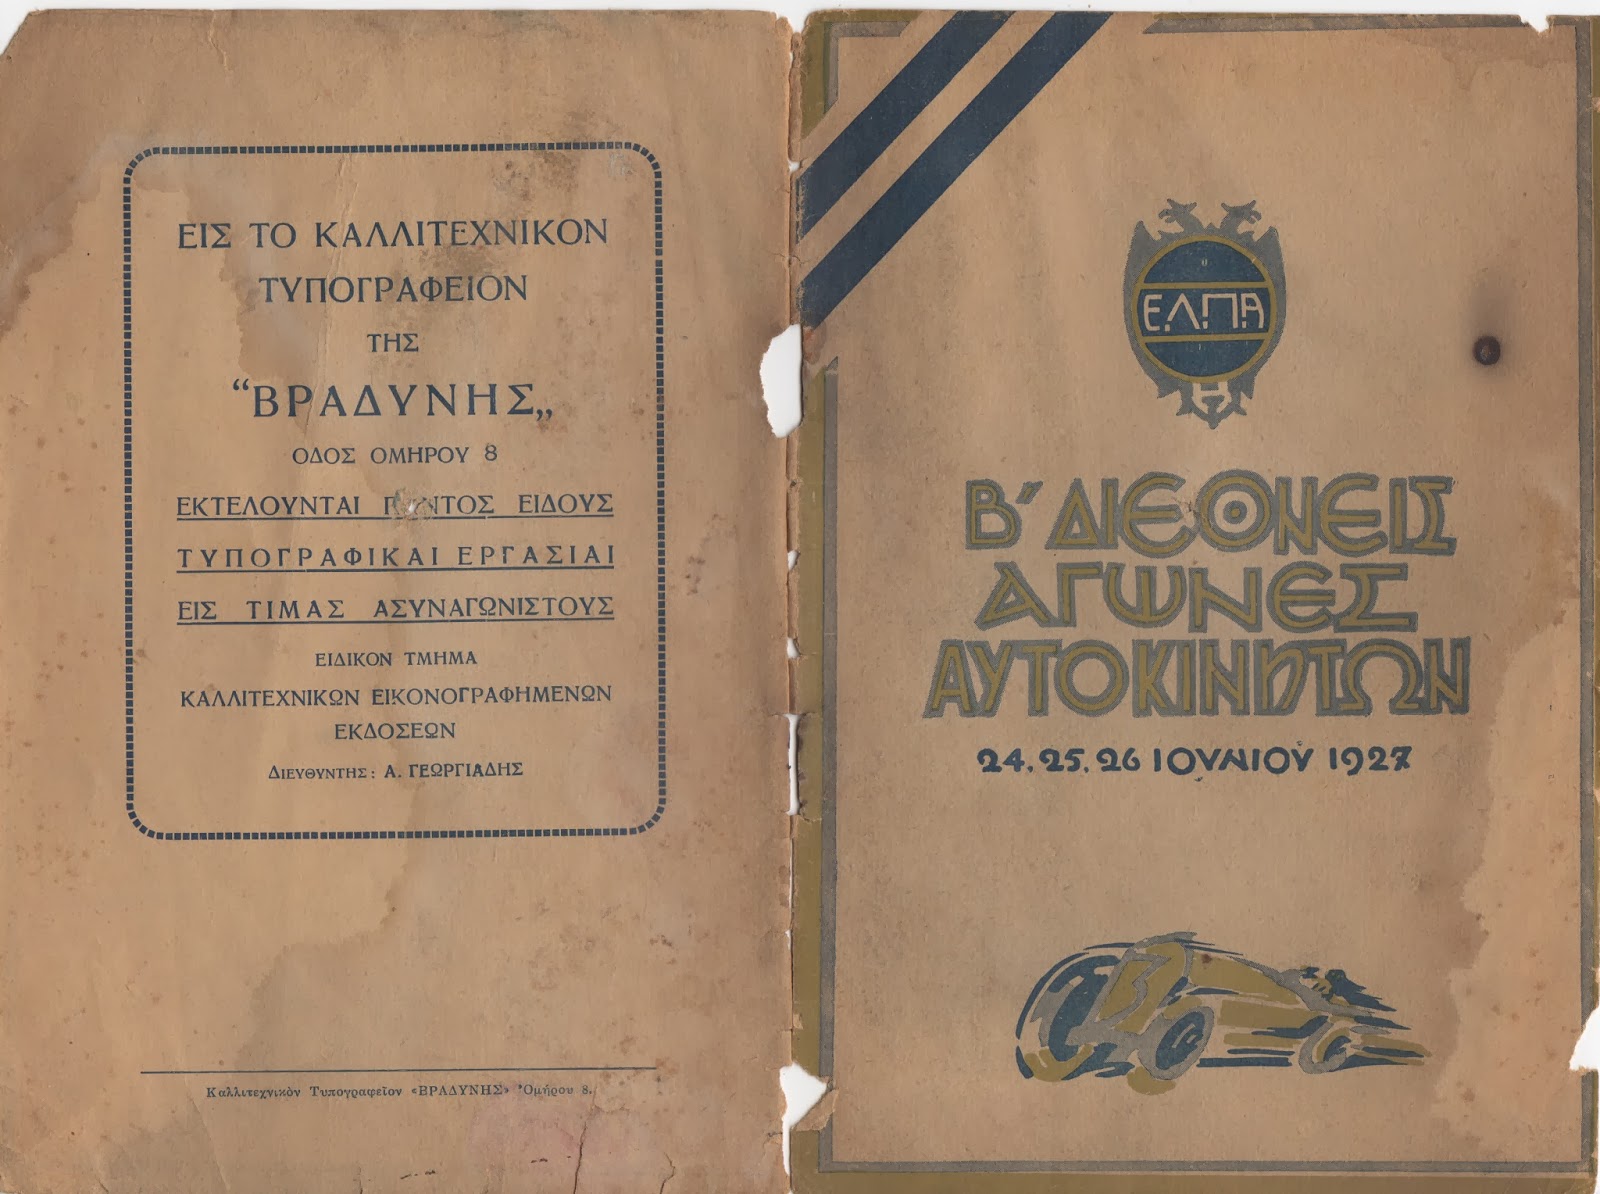 ΕΙΣ ΤΟ ΚΑΛΛΙΤΕΧΝΙΚΟΝ
ΤΥΠΟΓΡΑΦΕΙΟΝ
ΤΗΣ
“ΒΡΑΔΥΝΗΣ„
ΟΔΟΣ ΟΜΗΡΟΥ 8
ΕΚΤΕΛΟΥΝΤΑΙ ΠΑΝΤΟΣ ΕΙΔΟΥΣ
ΤΥΠΟΓΡΑΦΙΚΑΙ ΕΡΓΑΣΙΑΙ
ΕΙΣ ΤΙΜΑΣ ΑΣΥΝΑΓΩΝΙΣΤΟΥΣ
ΕΙΔΙΚΟΝ ΤΜΗΜΑ
ΚΑΛΛΙΤΕΧΝΙΚΩΝ ΕΙΚΟΝΟΓΡΑΦΗΜΕΝΩΝ
ΕΚΔΟΣΕΩΝ
ΔΙΕΥΘΥΝΤΗΣ : Α. ΓΕΩΡΓΙΑΔΗΣ
Καλλιτεχνικὸν Τυπογραφεῖον «ΒΡΑΔΥΝΗΣ» Ὁμήρου 8.
Ε.Λ.Π.Α
Β΄ ΔΙΕΘΝΕΙΣ
ΑΓΩΝΕΣ
ΑΥΤΟΚΙΝΗΤΩΝ
24, 25, 26 ΙΟΥΝΙΟΥ 1927